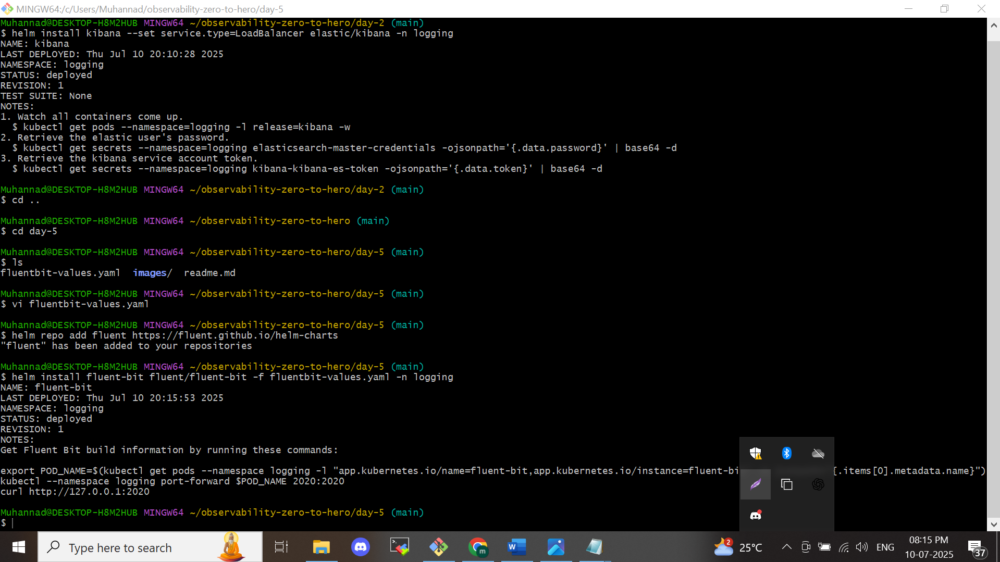 MINGW64:/c/Users/Muhannad/observability-zero-to-hero/day-5
Muhannad@DESKTOP-H8M2HUB MINGW64 ~/observability-zero-to-hero/day-2 (main)
$ helm install kibana --set service.type=LoadBalancer elastic/kibana -n logging
NAME: kibana
LAST DEPLOYED: Thu Jul 10 20:10:28 2025
NAMESPACE: logging
STATUS: deployed
REVISION: 1
TEST SUITE: None
NOTES:
1. Watch all containers come up.
  $ kubectl get pods --namespace=logging -l release=kibana -w
2. Retrieve the elastic user's password.
  $ kubectl get secrets --namespace=logging elasticsearch-master-credentials -ojsonpath='{.data.password}' | base64 -d
3. Retrieve the kibana service account token.
  $ kubectl get secrets --namespace=logging kibana-kibana-es-token -ojsonpath='{.data.token}' | base64 -d
Muhannad@DESKTOP-H8M2HUB MINGW64 ~/observability-zero-to-hero/day-2 (main)
$ cd ..
Muhannad@DESKTOP-H8M2HUB MINGW64 ~/observability-zero-to-hero (main)
$ cd day-5
Muhannad@DESKTOP-H8M2HUB MINGW64 ~/observability-zero-to-hero/day-5 (main)
$ ls
fluentbit-values.yaml  images/  readme.md
Muhannad@DESKTOP-H8M2HUB MINGW64 ~/observability-zero-to-hero/day-5 (main)
$ vi fluentbit-values.yaml
Muhannad@DESKTOP-H8M2HUB MINGW64 ~/observability-zero-to-hero/day-5 (main)
$ helm repo add fluent https://fluent.github.io/helm-charts
"fluent" has been added to your repositories
Muhannad@DESKTOP-H8M2HUB MINGW64 ~/observability-zero-to-hero/day-5 (main)
$ helm install fluent-bit fluent/fluent-bit -f fluentbit-values.yaml -n logging
NAME: fluent-bit
LAST DEPLOYED: Thu Jul 10 20:15:53 2025
NAMESPACE: logging
STATUS: deployed
REVISION: 1
NOTES:
Get Fluent Bit build information by running these commands:
export POD_NAME=$(kubectl get pods --namespace logging -l "app.kubernetes.io/name=fluent-bit,app.kubernetes.io/instance=fluent-bi {.items[0].metadata.name}")
kubectl --namespace logging port-forward $POD_NAME 2020:2020
curl http://127.0.0.1:2020
Muhannad@DESKTOP-H8M2HUB MINGW64 ~/observability-zero-to-hero/day-5 (main)
$
Type here to search
m
W
2
25°C
ENG
08:15 PM
10-07-2025
37